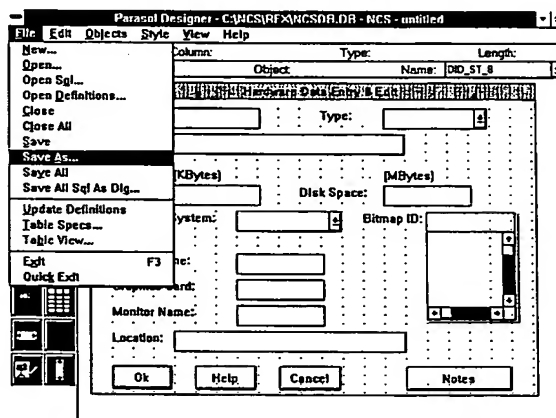 Parasol Designer - C:\NCS\RFX\NCSDB.DB - NCS - untitled
File Edit Objects Style View Help
New...
Open...
Open Sql...
Open Definitions...
Close
Close All
Save
Save As...
Save All
Save All Sql As Dlg...
Update Definitions
Table Specs...
Table View...
Exit F3
Quick Exit
Column: Type: Length:
Object: Name: DID_ST_8
Hardware Data Entry & Edit
Type:
[KBytes] [MBytes]
Disk Space:
System: Bitmap ID:
Card:
Monitor Name:
Location:
Ok Help Cancel Notes